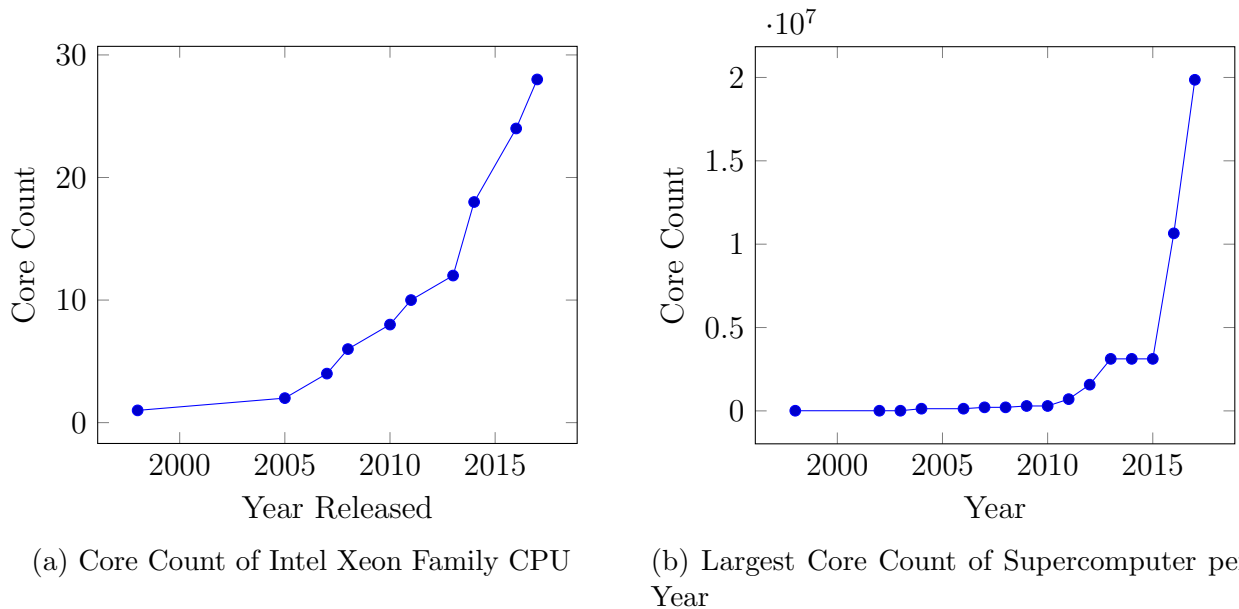 30
20
10
0
2000 2005 2010 2015
Core Count
Year Released
(a) Core Count of Intel Xeon Family CPU
·10^7
2
1.5
1
0.5
0
2000 2005 2010 2015
Core Count
Year
(b) Largest Core Count of Supercomputer pe
Year